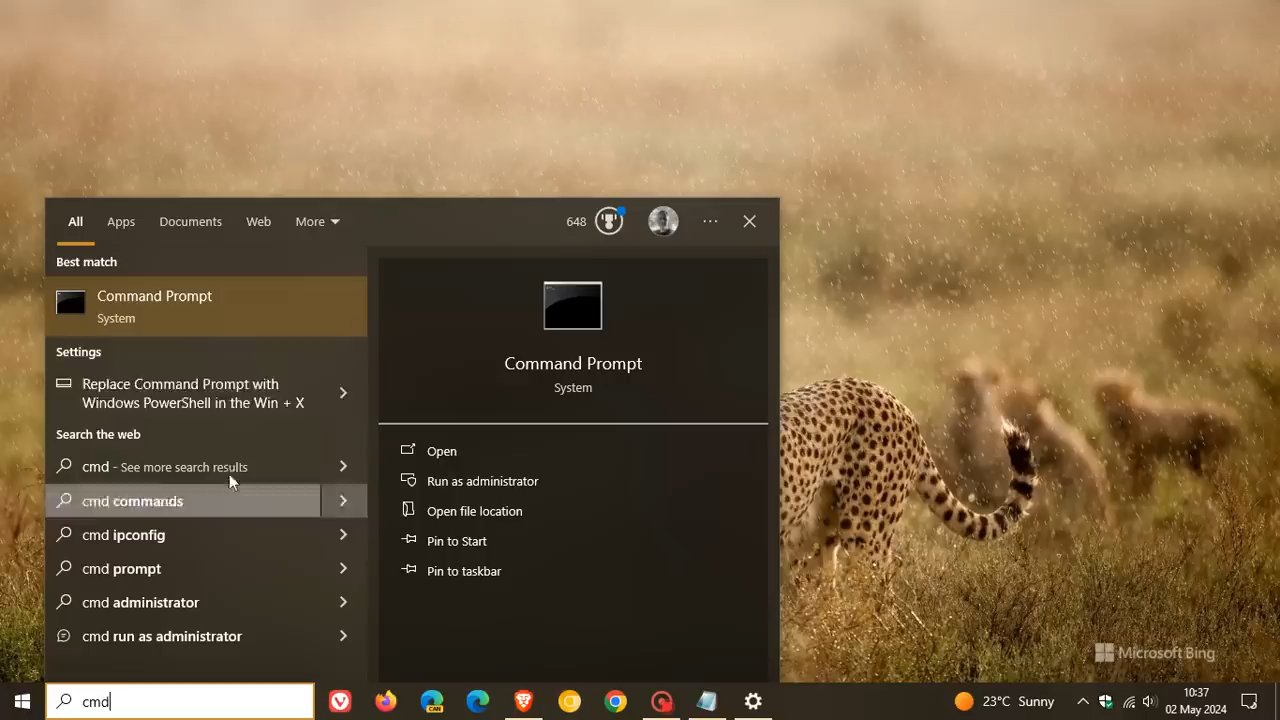 All Apps Documents Web More 648
Best match
Command Prompt
System
Settings
Replace Command Prompt with
Windows PowerShell in the Win + X
Search the web
cmd - See more search results
cmd commands
cmd ipconfig
cmd prompt
cmd administrator
cmd run as administrator
Command Prompt
System
Open
Run as administrator
Open file location
Pin to Start
Pin to taskbar
Microsoft Bing
cmd
CAN
23°C Sunny
10:37
02 May 2024